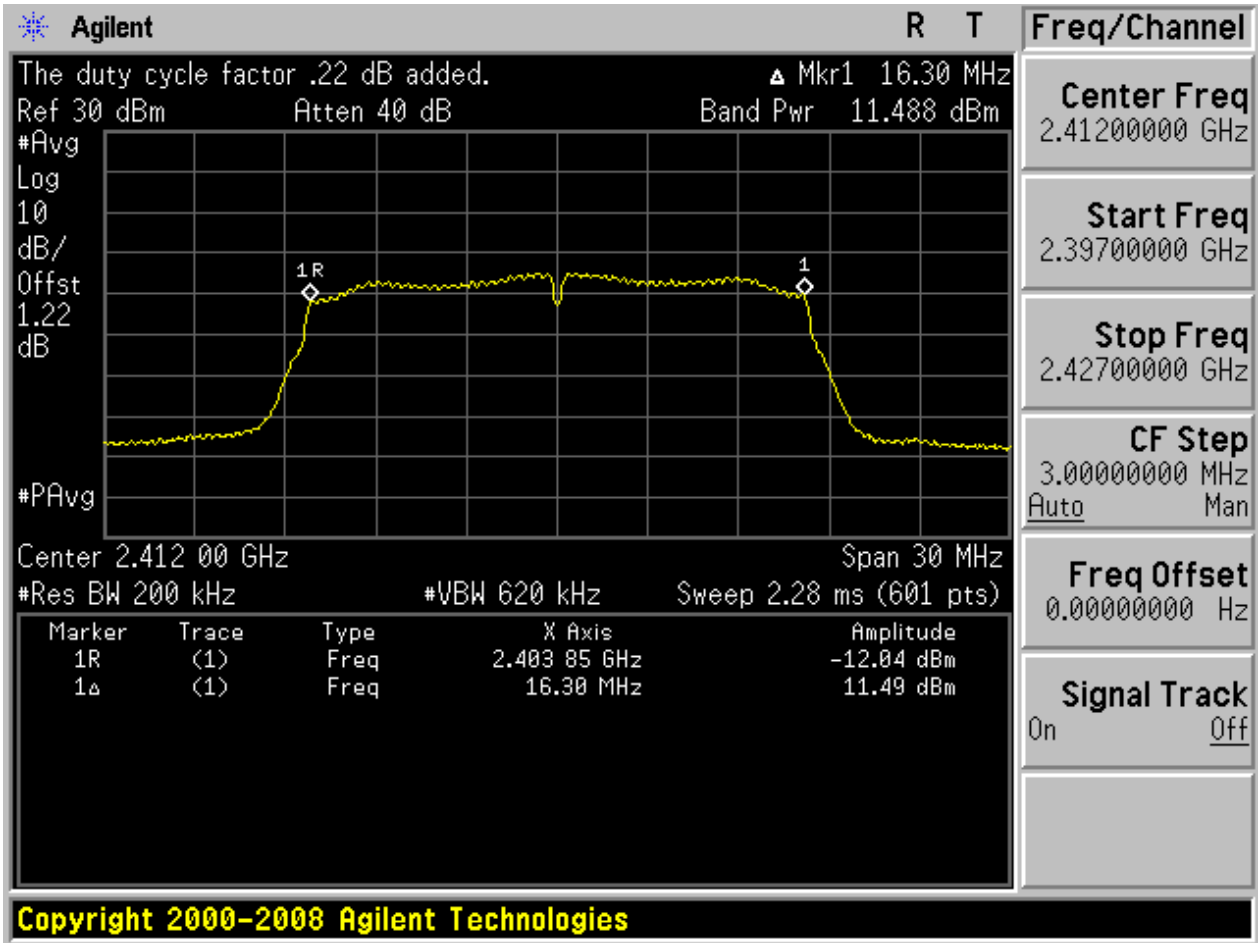 Agilent R T
The duty cycle factor .22 dB added. Δ Mkr1 16.30 MHz
Ref 30 dBm Atten 40 dB Band Pwr 11.488 dBm
#Avg
Log
10
dB/
Offst
1.22
dB
#PAvg
1R
1
Center 2.412 00 GHz Span 30 MHz
#Res BW 200 kHz #VBW 620 kHz Sweep 2.28 ms (601 pts)
Marker Trace Type X Axis Amplitude
1R (1) Freq 2.403 85 GHz -12.04 dBm
1Δ (1) Freq 16.30 MHz 11.49 dBm
Freq/Channel
Center Freq
2.41200000 GHz
Start Freq
2.39700000 GHz
Stop Freq
2.42700000 GHz
CF Step
3.00000000 MHz
Auto Man
Freq Offset
0.00000000 Hz
Signal Track
On Off
Copyright 2000-2008 Agilent Technologies